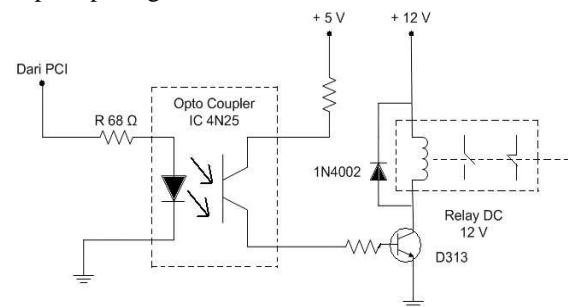 + 5 V
+ 12 V
Dari PCI
Opto Coupler
IC 4N25
R 68 Ω
1N4002
Relay DC
12 V
D313